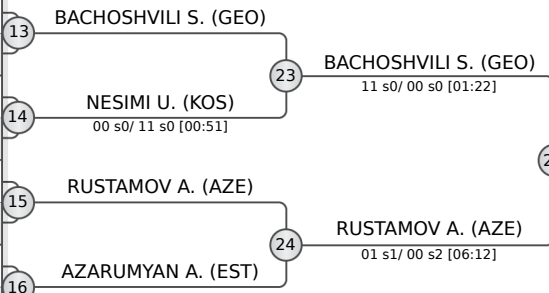 BACHOSHVILI S. (GEO)
13
BACHOSHVILI S. (GEO)
23
11 s0/ 00 s0 [01:22]
NESIMI U. (KOS)
14
00 s0/ 11 s0 [00:51]
RUSTAMOV A. (AZE)
15
RUSTAMOV A. (AZE)
24
01 s1/ 00 s2 [06:12]
AZARUMYAN A. (EST)
16